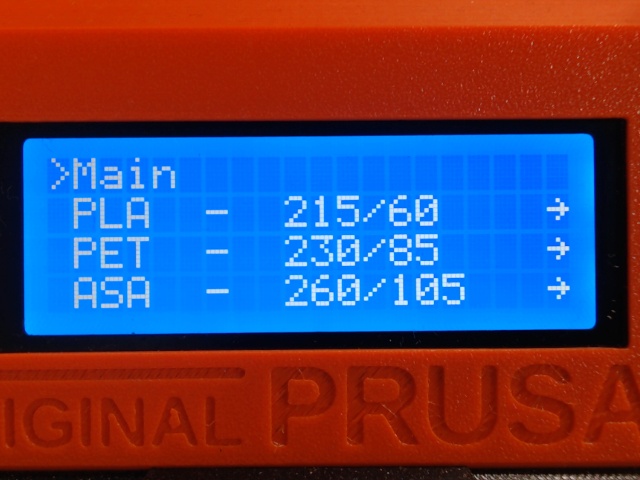 >Main
PLA - 215/60 →
PET - 230/85 →
ASA - 260/105 →
IGINAL PRUSA